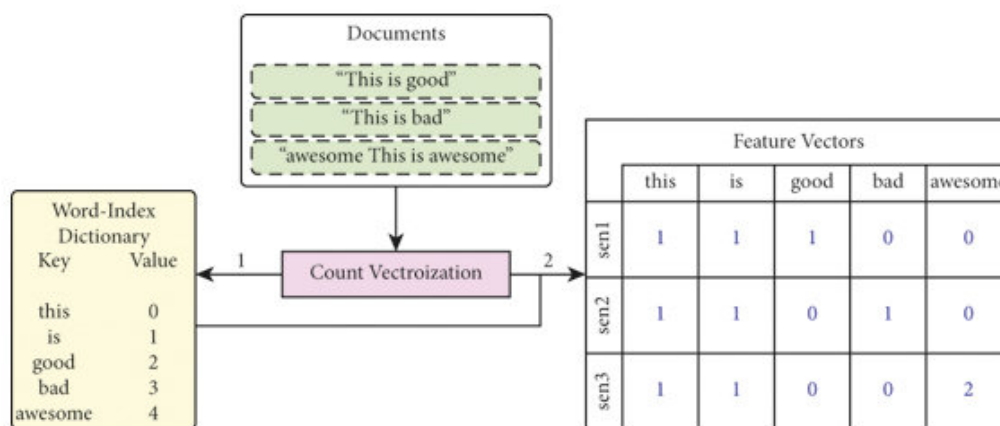 Documents
“This is good”
“This is bad”
“awesome This is awesome”
Word-Index
Dictionary
Key Value
this 0
is 1
good 2
bad 3
awesome 4
1
Count Vectroization
2
Feature Vectors
this is good bad awesome
sen1 1 1 1 0 0
sen2 1 1 0 1 0
sen3 1 1 0 0 2